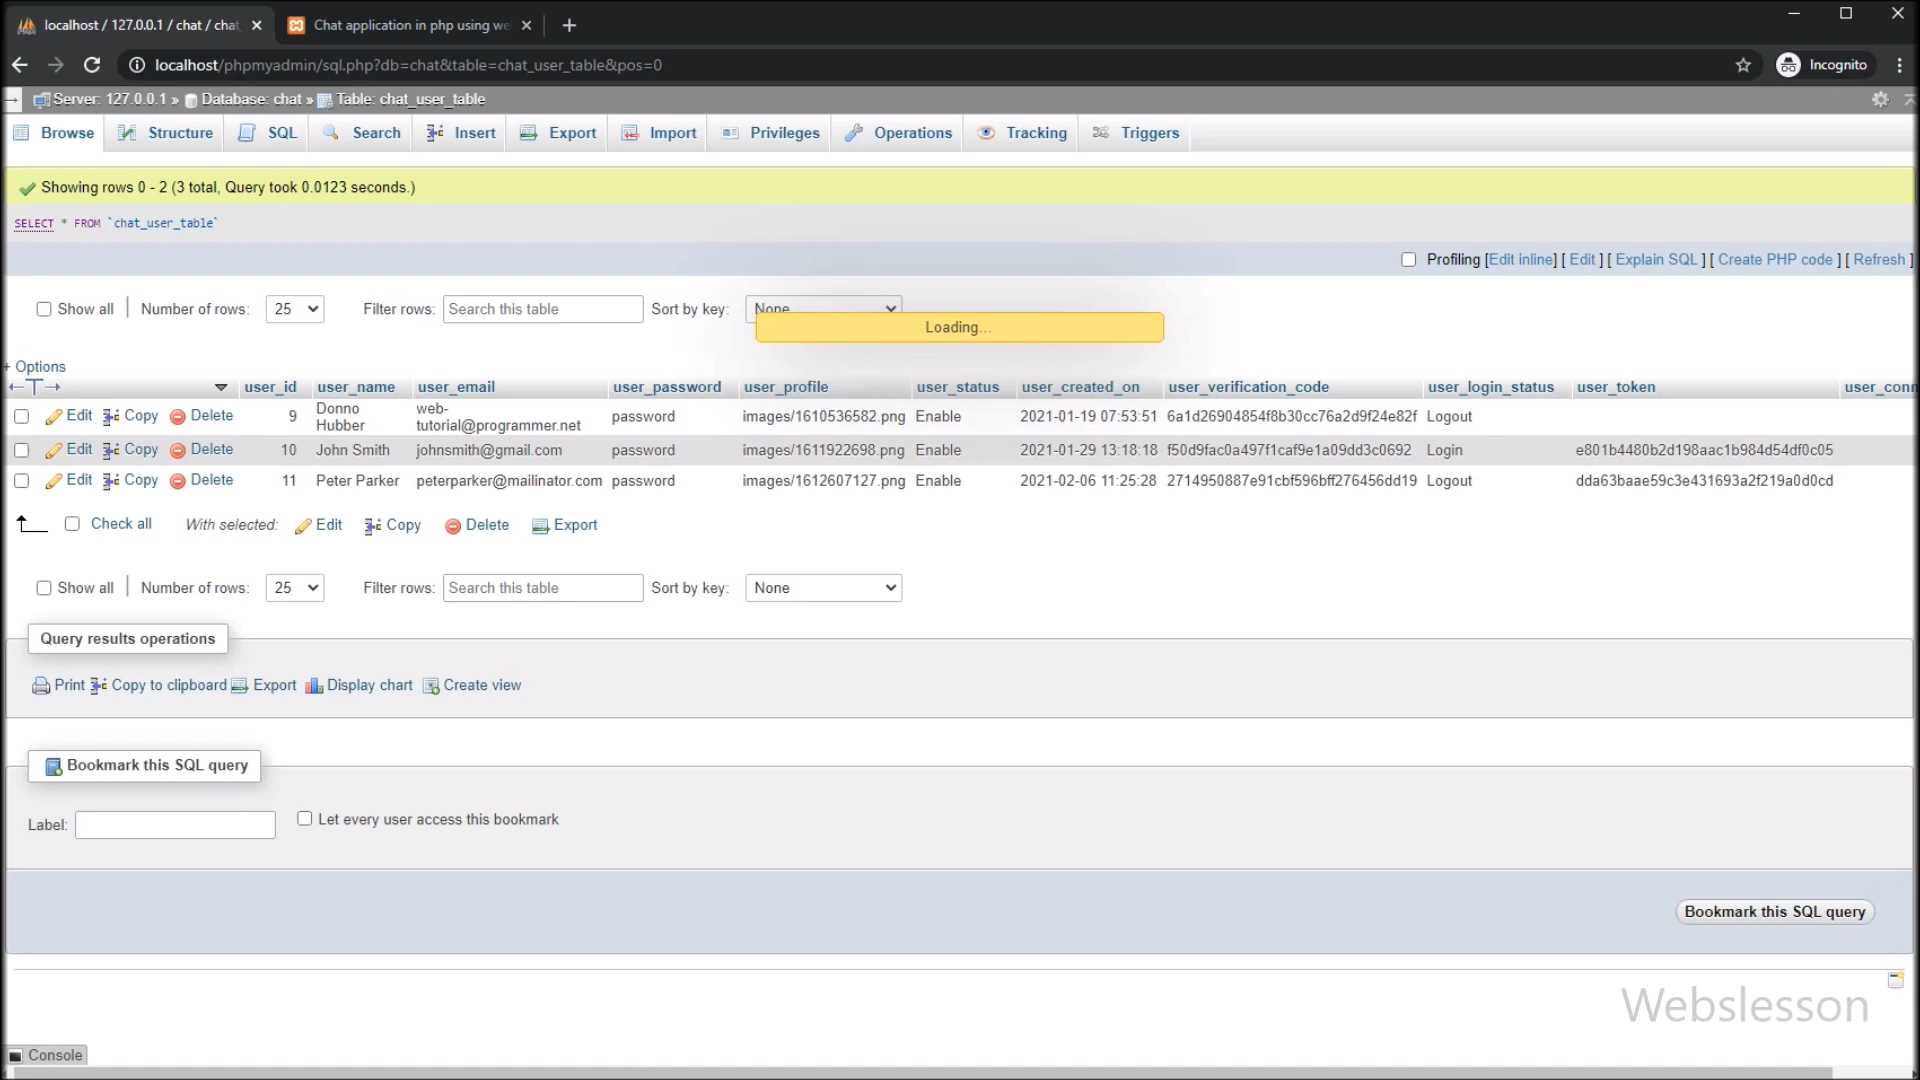 localhost / 127.0.0.1 / chat / chat
Chat application in php using we
localhost/phpmyadmin/sql.php?db=chat&table=chat_user_table&pos=0
Incognito
Server: 127.0.0.1 » Database: chat » Table: chat_user_table
Browse Structure SQL Search Insert Export Import Privileges Operations Tracking Triggers
Showing rows 0 - 2 (3 total, Query took 0.0123 seconds.)
SELECT * FROM `chat_user_table`
Profiling [Edit inline] [ Edit ] [ Explain SQL ] [ Create PHP code ] [ Refresh ]
Show all Number of rows: 25 Filter rows: Search this table Sort by key: None
Loading...
+ Options
user_id user_name user_email user_password user_profile user_status user_created_on user_verification_code user_login_status user_token user_conn
Edit Copy Delete 9 Donno Hubber web-tutorial@programmer.net password images/1610536582.png Enable 2021-01-19 07:53:51 6a1d26904854f8b30cc76a2d9f24e82f Logout
Edit Copy Delete 10 John Smith johnsmith@gmail.com password images/1611922698.png Enable 2021-01-29 13:18:18 f50d9fac0a497f1caf9e1a09dd3c0692 Login e801b4480b2d198aac1b984d54df0c05
Edit Copy Delete 11 Peter Parker peterparker@mailinator.com password images/1612607127.png Enable 2021-02-06 11:25:28 2714950887e91cbf596bff276456dd19 Logout dda63baae59c3e431693a2f219a0d0cd
Check all With selected: Edit Copy Delete Export
Show all Number of rows: 25 Filter rows: Search this table Sort by key: None
Query results operations
Print Copy to clipboard Export Display chart Create view
Bookmark this SQL query
Label: Let every user access this bookmark
Bookmark this SQL query
Webslesson
Console